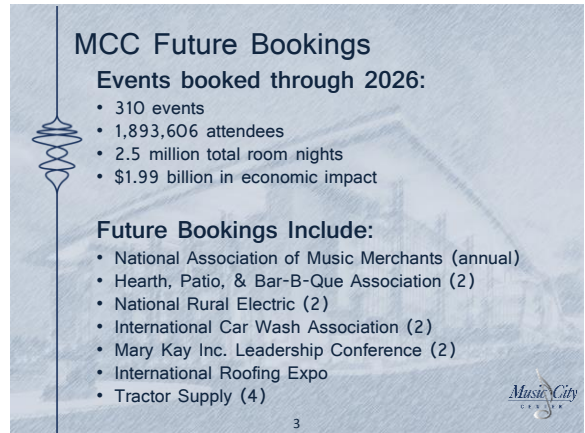 MCC Future Bookings
Events booked through 2026:
• 310 events
• 1,893,606 attendees
• 2.5 million total room nights
• $1.99 billion in economic impact
Future Bookings Include:
• National Association of Music Merchants (annual)
• Hearth, Patio, & Bar-B-Que Association (2)
• National Rural Electric (2)
• International Car Wash Association (2)
• Mary Kay Inc. Leadership Conference (2)
• International Roofing Expo
• Tractor Supply (4)
Music City
CENTER
3